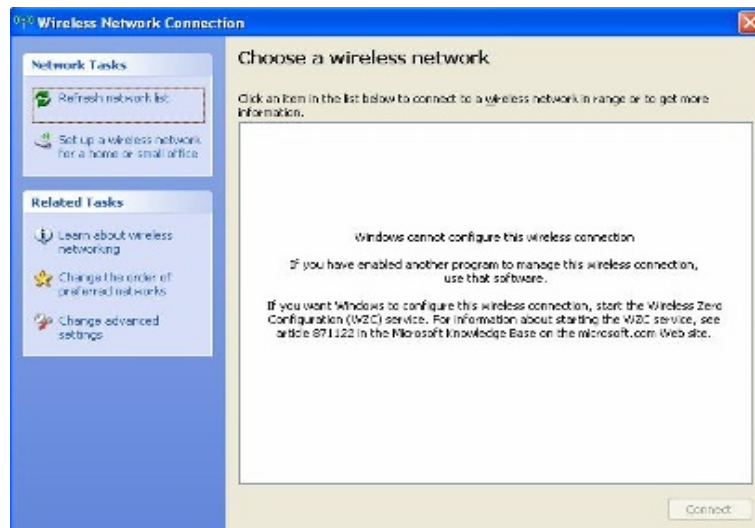 Wireless Network Connection
Network Tasks
Refresh network list
Set up a wireless network
for a home or small office
Related Tasks
Learn about wireless
networking
Change the order of
preferred networks
Change advanced
settings
Choose a wireless network
Click an item in the list below to connect to a wireless network in range or to get more
information.
Windows cannot configure this wireless connection
If you have enabled another program to manage this wireless connection,
use that software.
If you want Windows to configure this wireless connection, start the Wireless Zero
Configuration (WZC) service. For information about starting the WZC service, see
article 871122 in the Microsoft Knowledge Base on the microsoft.com Web site.
Connect